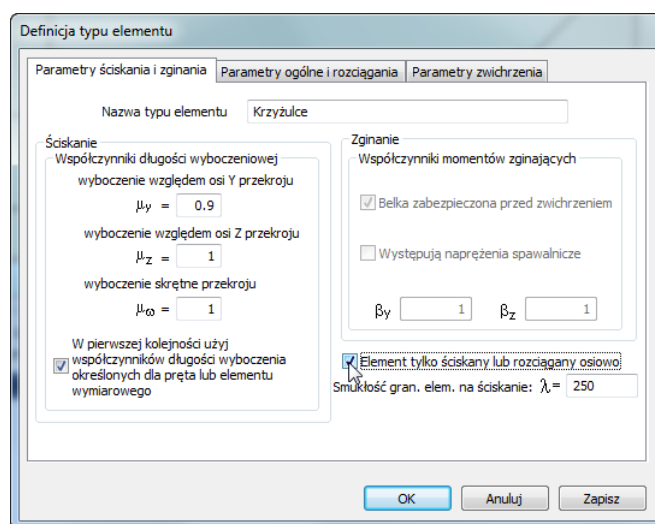 Definicja typu elementu
Parametry ściskania i zginania
Parametry ogólne i rozciągania
Parametry zwichrzenia
Nazwa typu elementu Krzyżulce
Ściskanie
Współczynniki długości wyboczeniowej
wyboczenie względem osi Y przekroju
μy = 0.9
wyboczenie względem osi Z przekroju
μz = 1
wyboczenie skrętne przekroju
μω = 1
W pierwszej kolejności użyj
współczynników długości wyboczenia
określonych dla pręta lub elementu
wymiarowego
Zginanie
Współczynniki momentów zginających
Belka zabezpieczona przed zwichrzeniem
Występują naprężenia spawalnicze
βy 1 βz 1
Element tylko ściskany lub rozciągany osiowo
Smukłość gran. elem. na ściskanie: λ = 250
OK
Anuluj
Zapisz